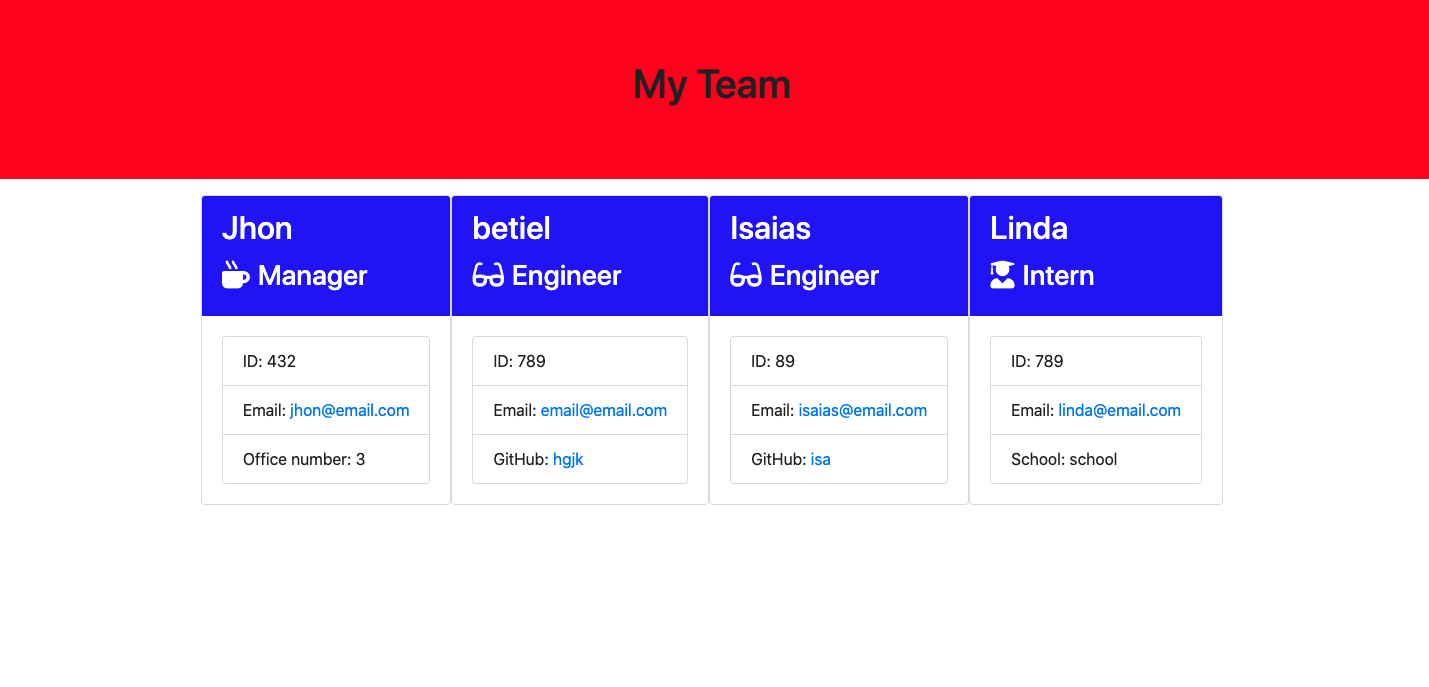 My Team
Jhon
Manager
ID: 432
Email: jhon@email.com
Office number: 3
betiel
Engineer
ID: 789
Email: email@email.com
GitHub: hgjk
Isaias
Engineer
ID: 89
Email: isaias@email.com
GitHub: isa
Linda
Intern
ID: 789
Email: linda@email.com
School: school